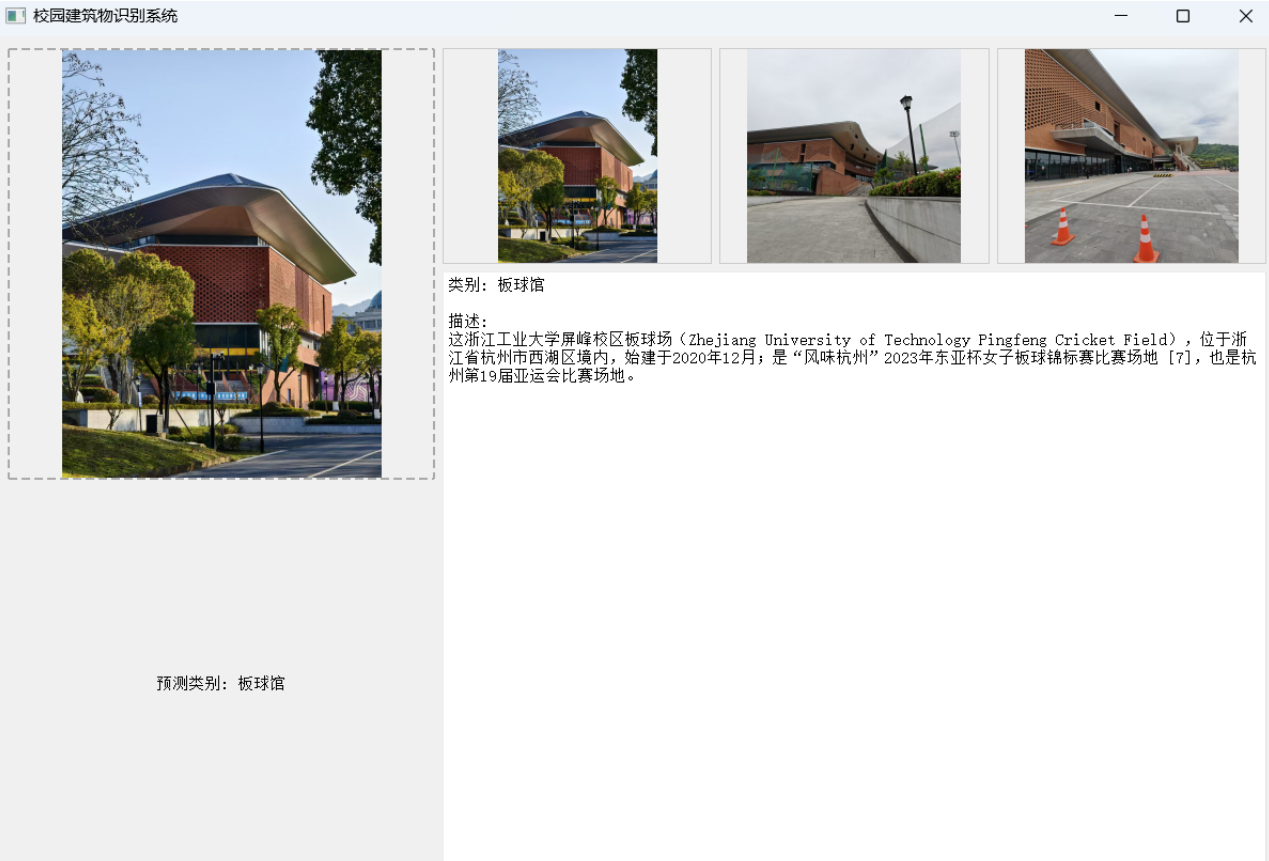 校园建筑物识别系统
类别: 板球馆
描述:
这浙江工业大学屏峰校区板球场（Zhejiang University of Technology Pingfeng Cricket Field），位于浙
江省杭州市西湖区境内，始建于2020年12月；是“风味杭州”2023年东亚杯女子板球锦标赛比赛场地 [7]，也是杭
州第19届亚运会比赛场地。
预测类别: 板球馆